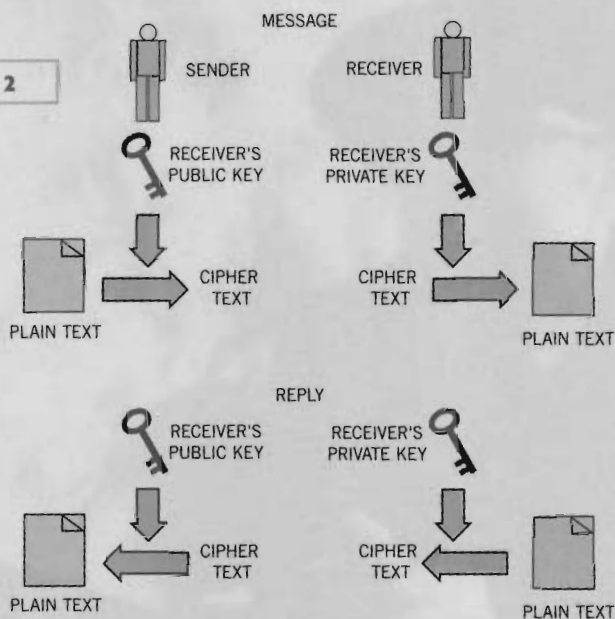 MESSAGE
2
SENDER
RECEIVER
RECEIVER'S
PUBLIC KEY
RECEIVER'S
PRIVATE KEY
CIPHER
TEXT
CIPHER
TEXT
PLAIN TEXT
PLAIN TEXT
REPLY
RECEIVER'S
PUBLIC KEY
RECEIVER'S
PRIVATE KEY
CIPHER
TEXT
CIPHER
TEXT
PLAIN TEXT
PLAIN TEXT